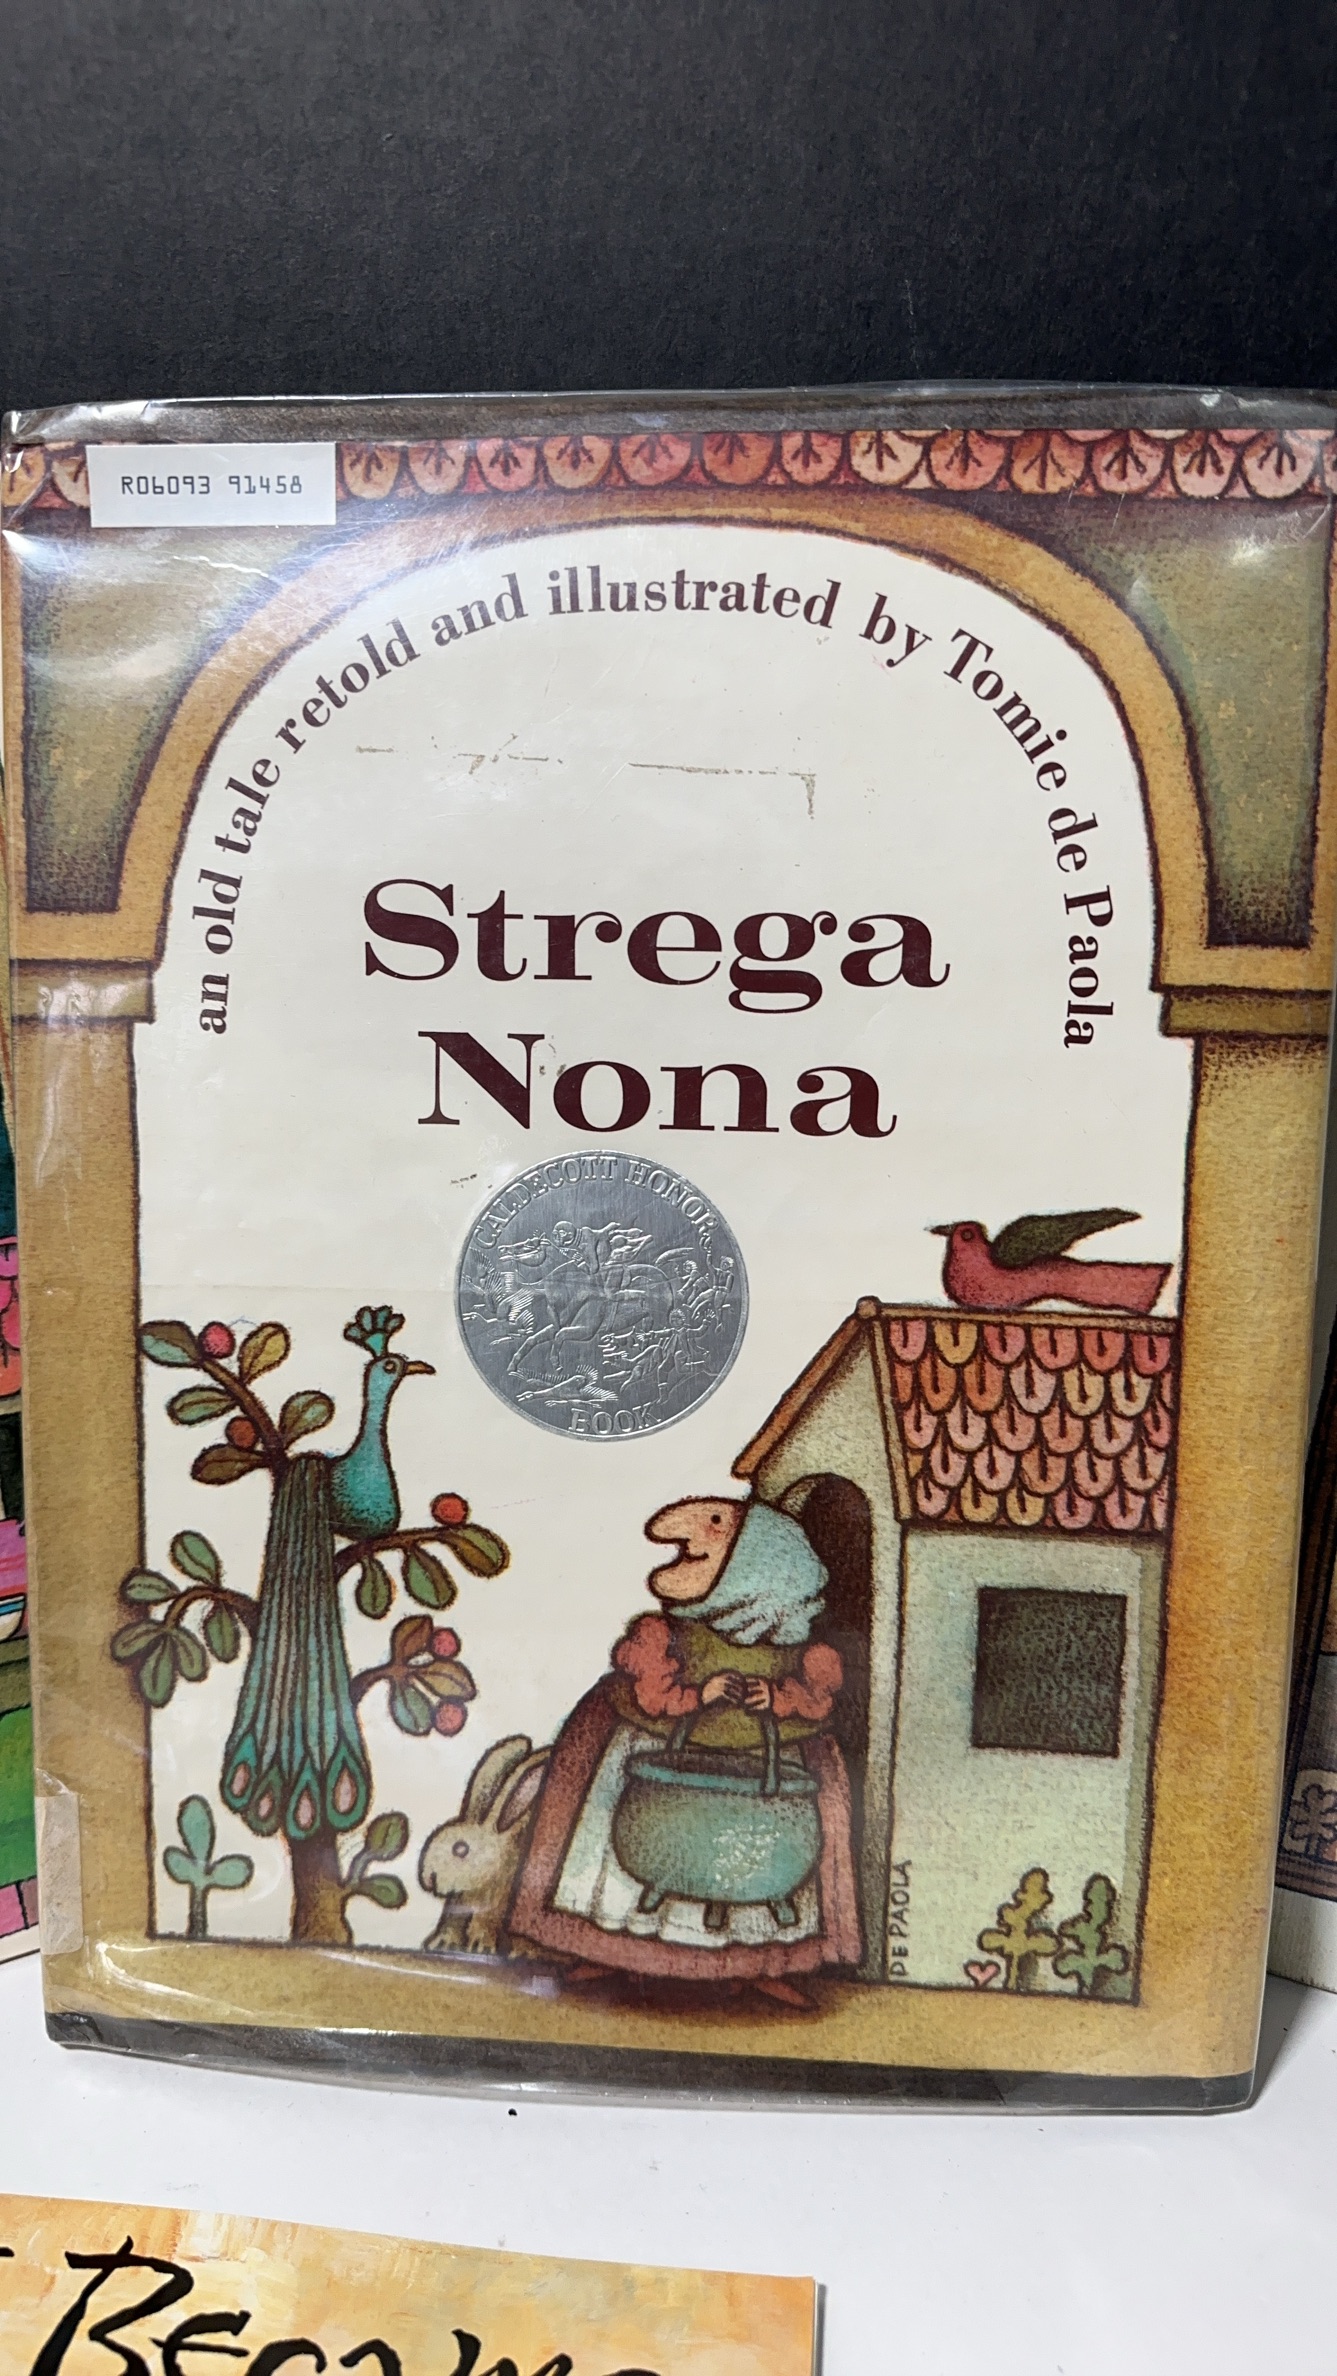 R06093 91458
an old tale retold and illustrated by Tomie de Paola
Strega
Nona
CALDECOTT HONOR
BOOK
DE PAOLA